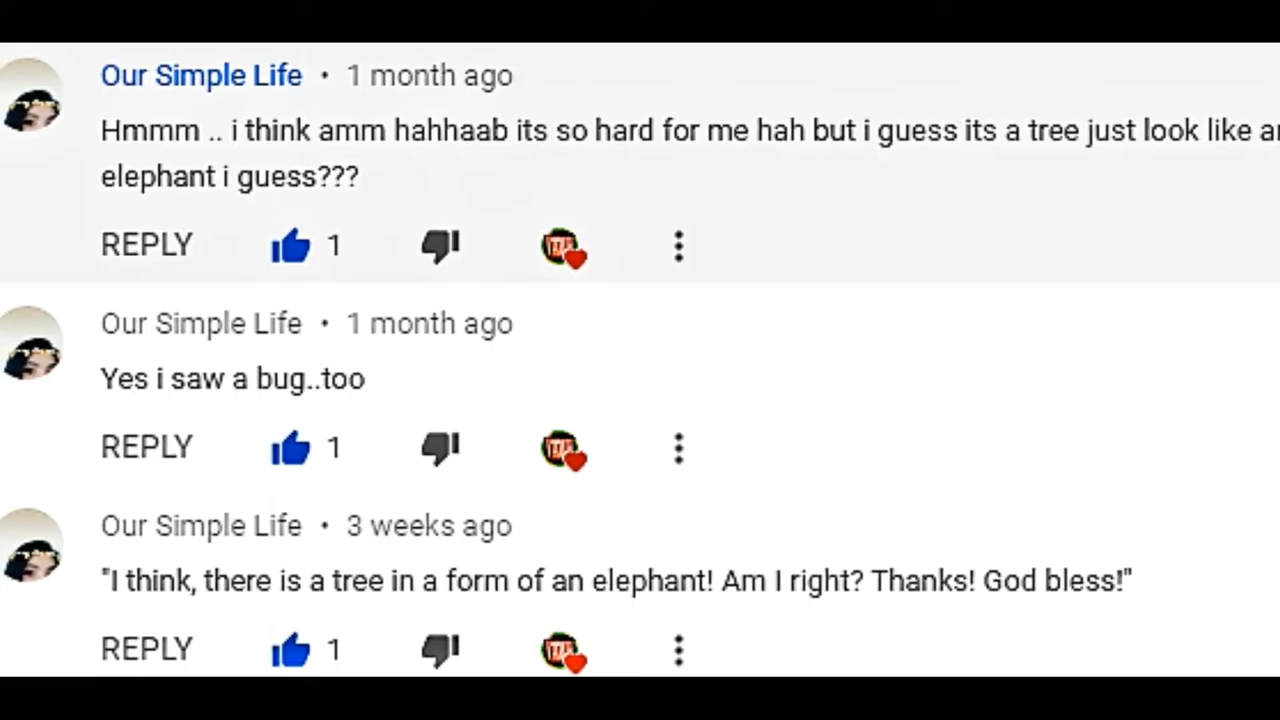 Our Simple Life • 1 month ago
Hmmm .. i think amm hahhaab its so hard for me hah but i guess its a tree just look like
elephant i guess???
REPLY 1
Our Simple Life • 1 month ago
Yes i saw a bug..too
REPLY 1
Our Simple Life • 3 weeks ago
"I think, there is a tree in a form of an elephant! Am I right? Thanks! God bless!"
REPLY 1